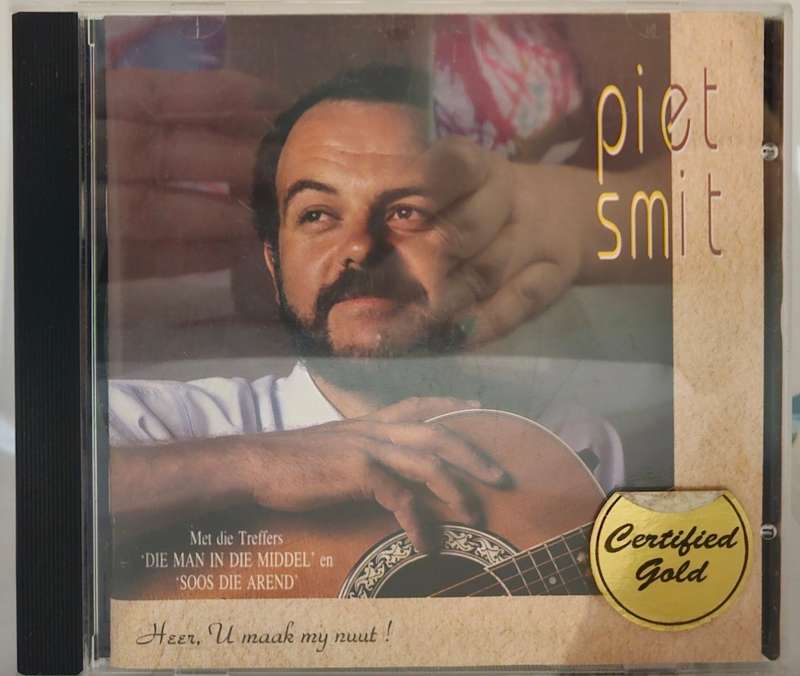 piet
smit
Met die Treffers
'DIE MAN IN DIE MIDDEL' en
'SOOS DIE AREND'
Certified
Gold
Heer, U maak my nuut !